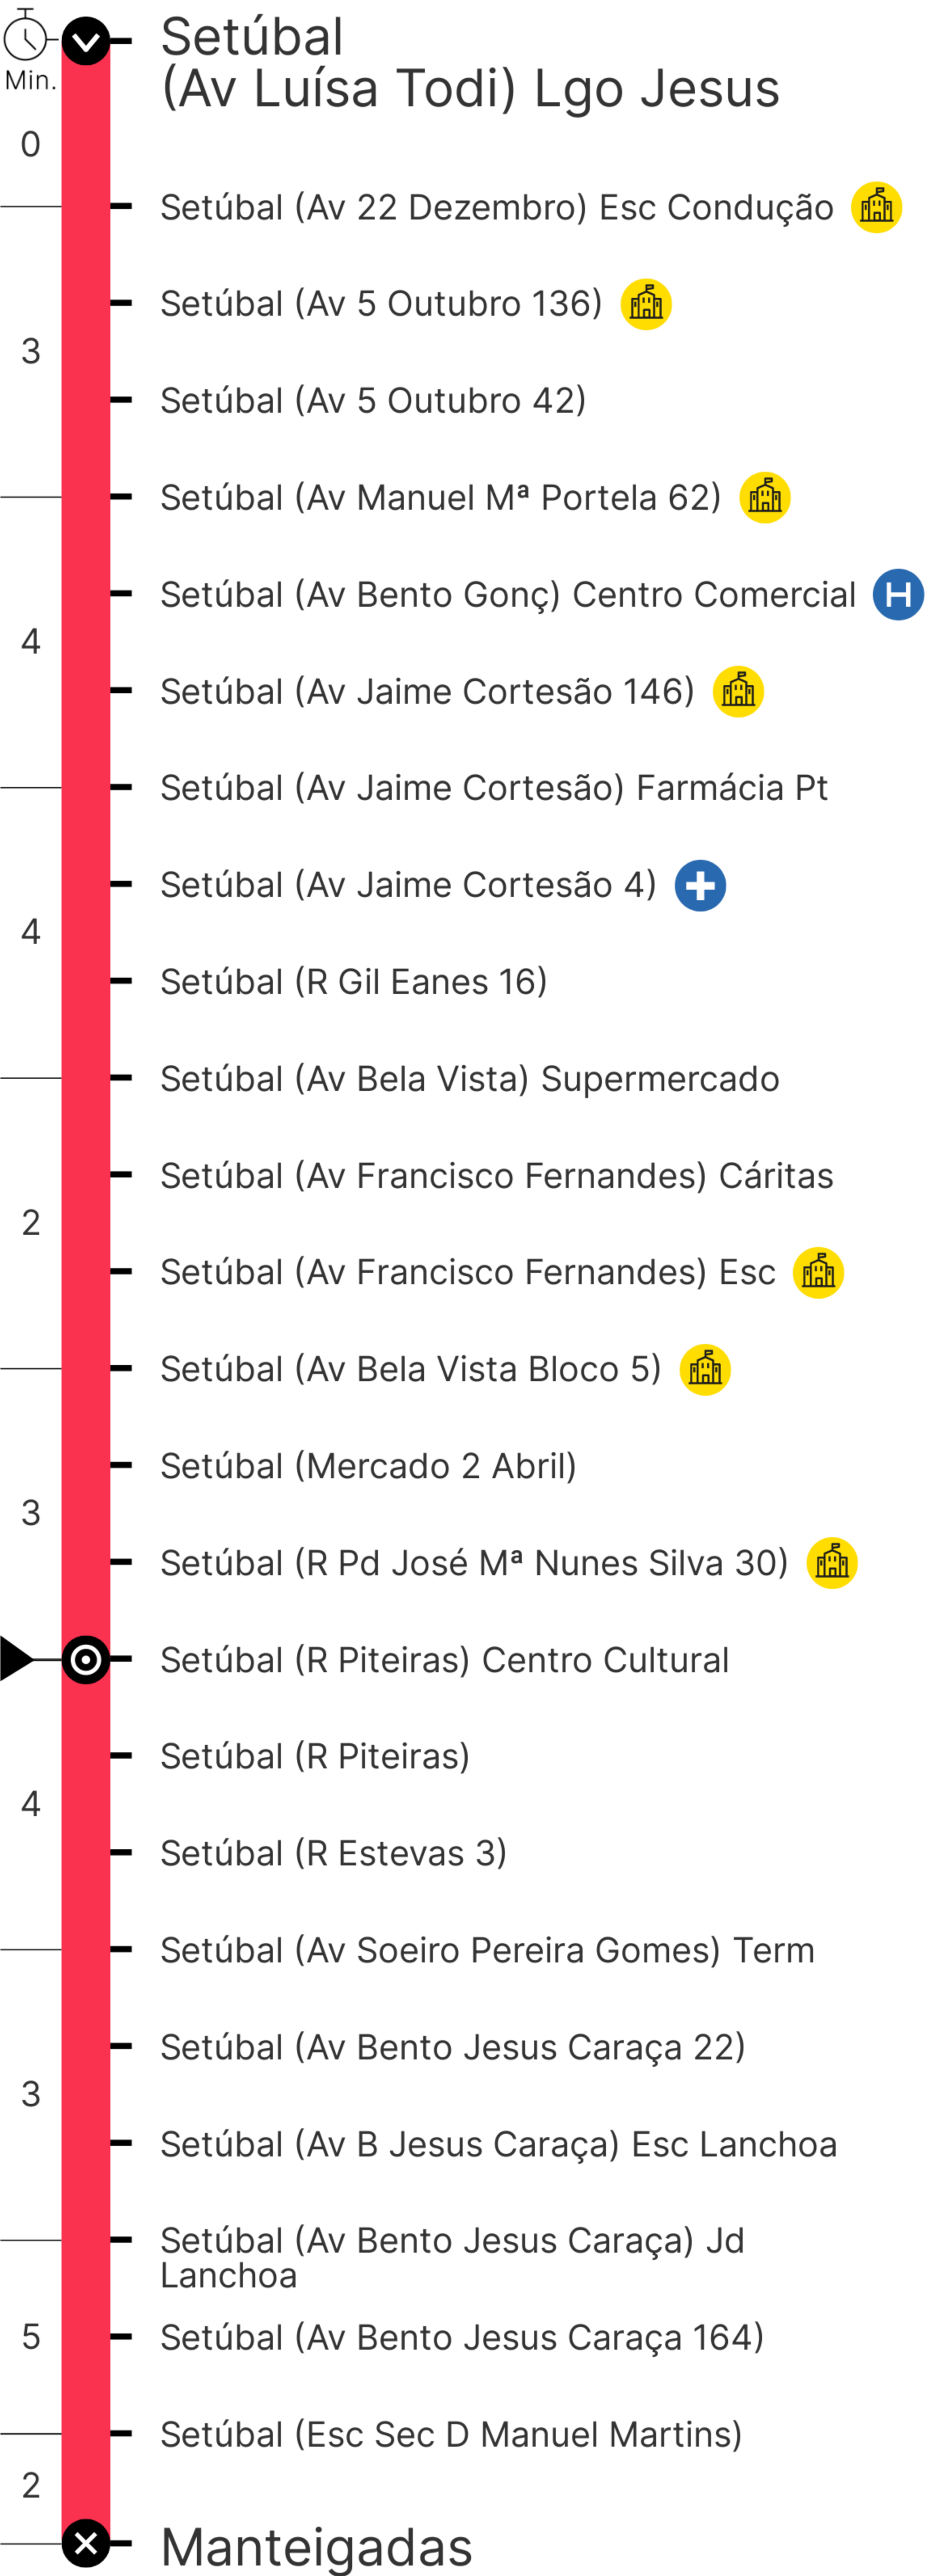 Setúbal
(Av Luísa Todi) Lgo Jesus
Min.
0
Setúbal (Av 22 Dezembro) Esc Condução
Setúbal (Av 5 Outubro 136)
3
Setúbal (Av 5 Outubro 42)
Setúbal (Av Manuel Mª Portela 62)
Setúbal (Av Bento Gonç) Centro Comercial H
4
Setúbal (Av Jaime Cortesão 146)
Setúbal (Av Jaime Cortesão) Farmácia Pt
Setúbal (Av Jaime Cortesão 4)
4
Setúbal (R Gil Eanes 16)
Setúbal (Av Bela Vista) Supermercado
Setúbal (Av Francisco Fernandes) Cáritas
2
Setúbal (Av Francisco Fernandes) Esc
Setúbal (Av Bela Vista Bloco 5)
Setúbal (Mercado 2 Abril)
3
Setúbal (R Pd José Mª Nunes Silva 30)
Setúbal (R Piteiras) Centro Cultural
Setúbal (R Piteiras)
4
Setúbal (R Estevas 3)
Setúbal (Av Soeiro Pereira Gomes) Term
Setúbal (Av Bento Jesus Caraça 22)
3
Setúbal (Av B Jesus Caraça) Esc Lanchoa
Setúbal (Av Bento Jesus Caraça) Jd
Lanchoa
5
Setúbal (Av Bento Jesus Caraça 164)
Setúbal (Esc Sec D Manuel Martins)
2
Manteigadas